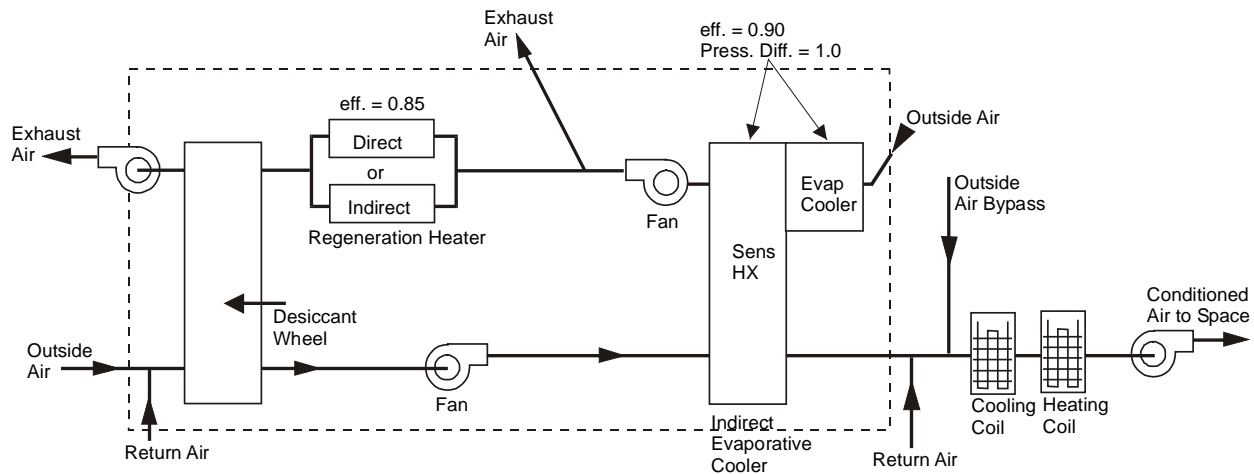 Exhaust
Air
eff. = 0.90
Press. Diff. = 1.0
eff. = 0.85
Outside Air
Exhaust
Air
Direct
or
Indirect
Regeneration Heater
Fan
Evap
Cooler
Outside
Air Bypass
Sens
HX
Desiccant
Wheel
Conditioned
Air to Space
Outside
Air
Fan
Return Air
Indirect
Evaporative
Cooler
Return Air
Cooling
Coil
Heating
Coil